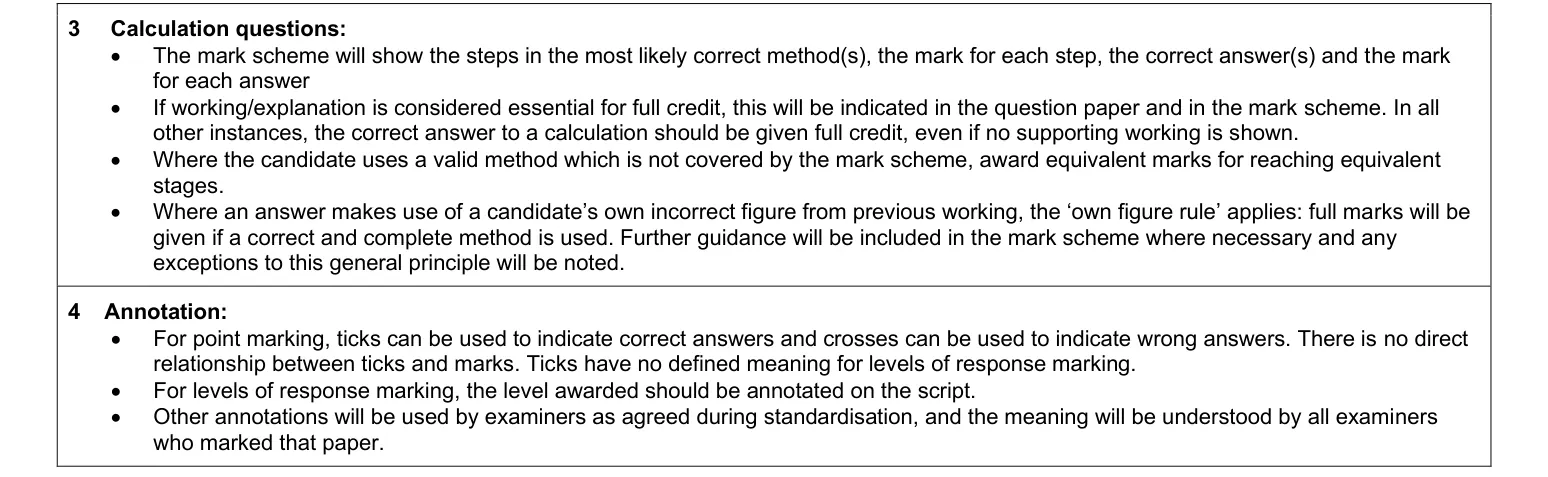 3 Calculation questions:
• The mark scheme will show the steps in the most likely correct method(s), the mark for each step, the correct answer(s) and the mark
for each answer
• If working/explanation is considered essential for full credit, this will be indicated in the question paper and in the mark scheme. In all
other instances, the correct answer to a calculation should be given full credit, even if no supporting working is shown.
• Where the candidate uses a valid method which is not covered by the mark scheme, award equivalent marks for reaching equivalent
stages.
• Where an answer makes use of a candidate’s own incorrect figure from previous working, the ‘own figure rule’ applies: full marks will be
given if a correct and complete method is used. Further guidance will be included in the mark scheme where necessary and any
exceptions to this general principle will be noted.
4 Annotation:
• For point marking, ticks can be used to indicate correct answers and crosses can be used to indicate wrong answers. There is no direct
relationship between ticks and marks. Ticks have no defined meaning for levels of response marking.
• For levels of response marking, the level awarded should be annotated on the script.
• Other annotations will be used by examiners as agreed during standardisation, and the meaning will be understood by all examiners
who marked that paper.